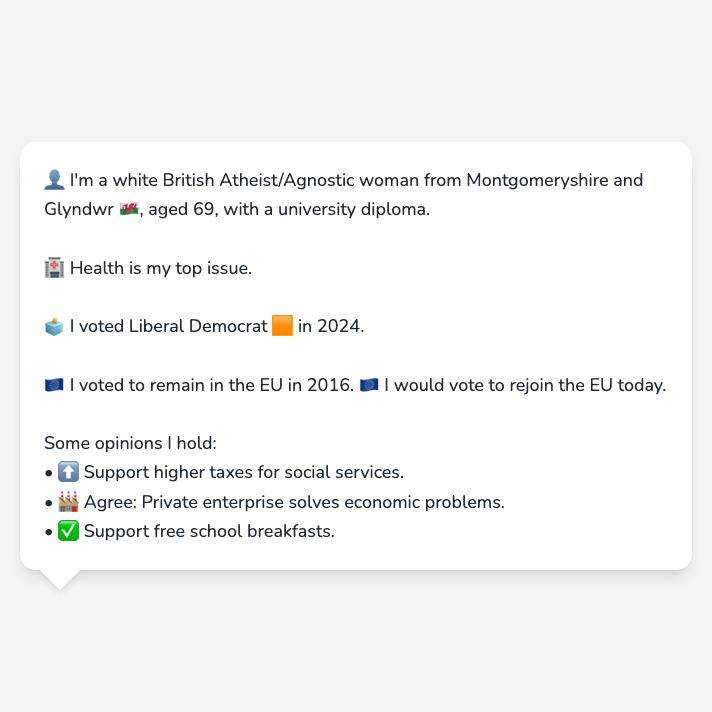 👤 I'm a white British Atheist/Agnostic woman from Montgomeryshire and
Glyndwr 🏴󠁧󠁢󠁷󠁬󠁳󠁿, aged 69, with a university diploma.
🏥 Health is my top issue.
🗳️ I voted Liberal Democrat 🟧 in 2024.
🇪🇺 I voted to remain in the EU in 2016. 🇪🇺 I would vote to rejoin the EU today.
Some opinions I hold:
• ⬆️ Support higher taxes for social services.
• 🏭 Agree: Private enterprise solves economic problems.
• ✅ Support free school breakfasts.